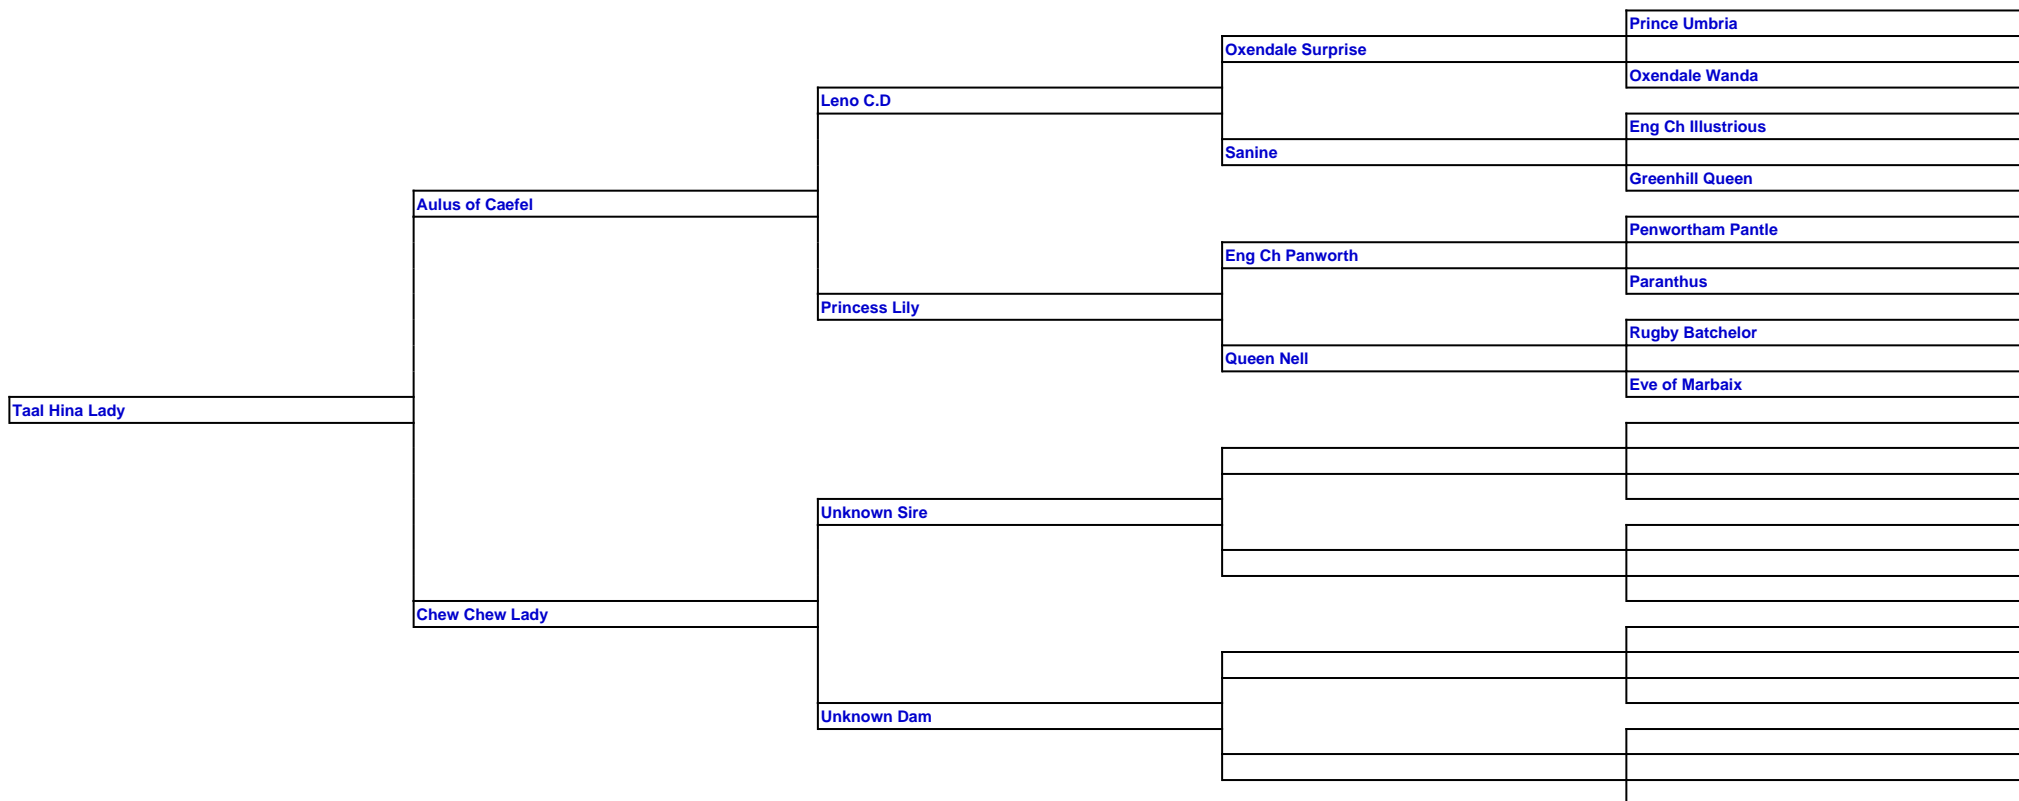 Prince Umbria
Oxendale Surprise
Oxendale Wanda
Leno C.D
Eng Ch Illustrious
Sanine
Greenhill Queen
Aulus of Caefel
Penwortham Pantle
Eng Ch Panworth
Paranthus
Princess Lily
Rugby Batchelor
Queen Nell
Eve of Marbaix
Taal Hina Lady
Unknown Sire
Chew Chew Lady
Unknown Dam